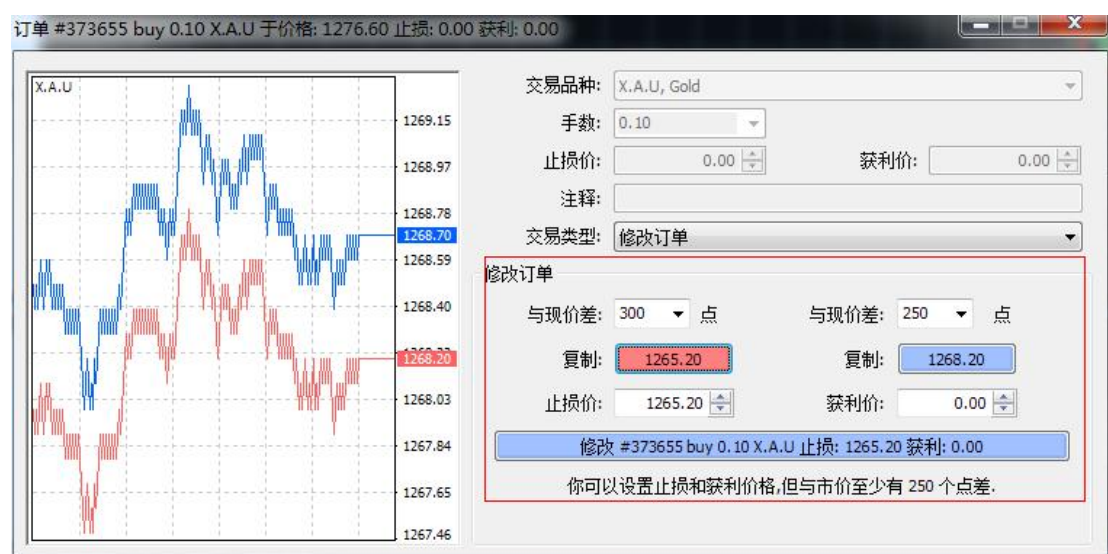 订单 #373655 buy 0.10 X.A.U 于价格: 1276.60 止损: 0.00 获利: 0.00
X.A.U
1269.15
1268.97
1268.78
1268.70
1268.59
1268.40
1268.20
1268.03
1267.84
1267.65
1267.46
交易品种: X.A.U, Gold
手数: 0.10
止损价: 0.00 获利价: 0.00
注释:
交易类型: 修改订单
修改订单
与现价差: 300 点 与现价差: 250 点
复制: 1265.20 复制: 1268.20
止损价: 1265.20 获利价: 0.00
修改 #373655 buy 0.10 X.A.U 止损: 1265.20 获利: 0.00
你可以设置止损和获利价格,但与市价至少有 250 个点差.